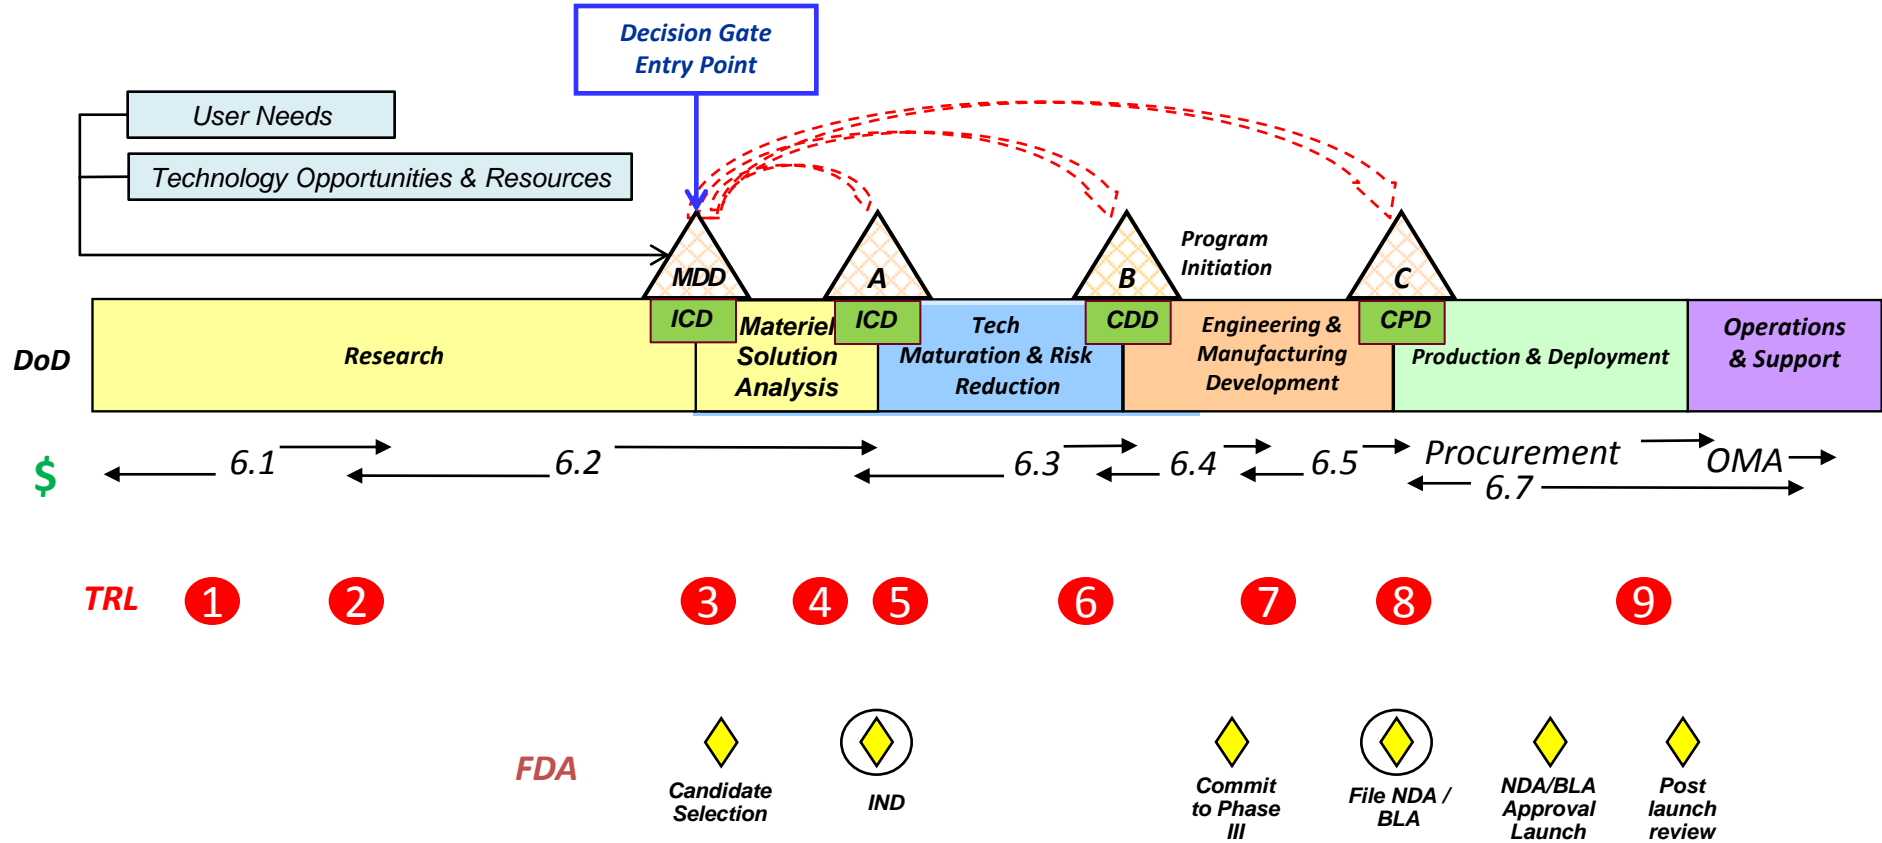 Decision Gate
Entry Point
User Needs
Technology Opportunities & Resources
MDD
A
B
Program
Initiation
C
ICD
ICD
CDD
CPD
DoD
Research
Materiel
Solution
Analysis
Tech
Maturation & Risk
Reduction
Engineering &
Manufacturing
Development
Production & Deployment
Operations
& Support
$
6.1
6.2
6.3
6.4
6.5
Procurement
6.7
OMA
TRL
1
2
3
4
5
6
7
8
9
FDA
Candidate
Selection
IND
Commit
to Phase
III
File NDA /
BLA
NDA/BLA
Approval
Launch
Post
launch
review